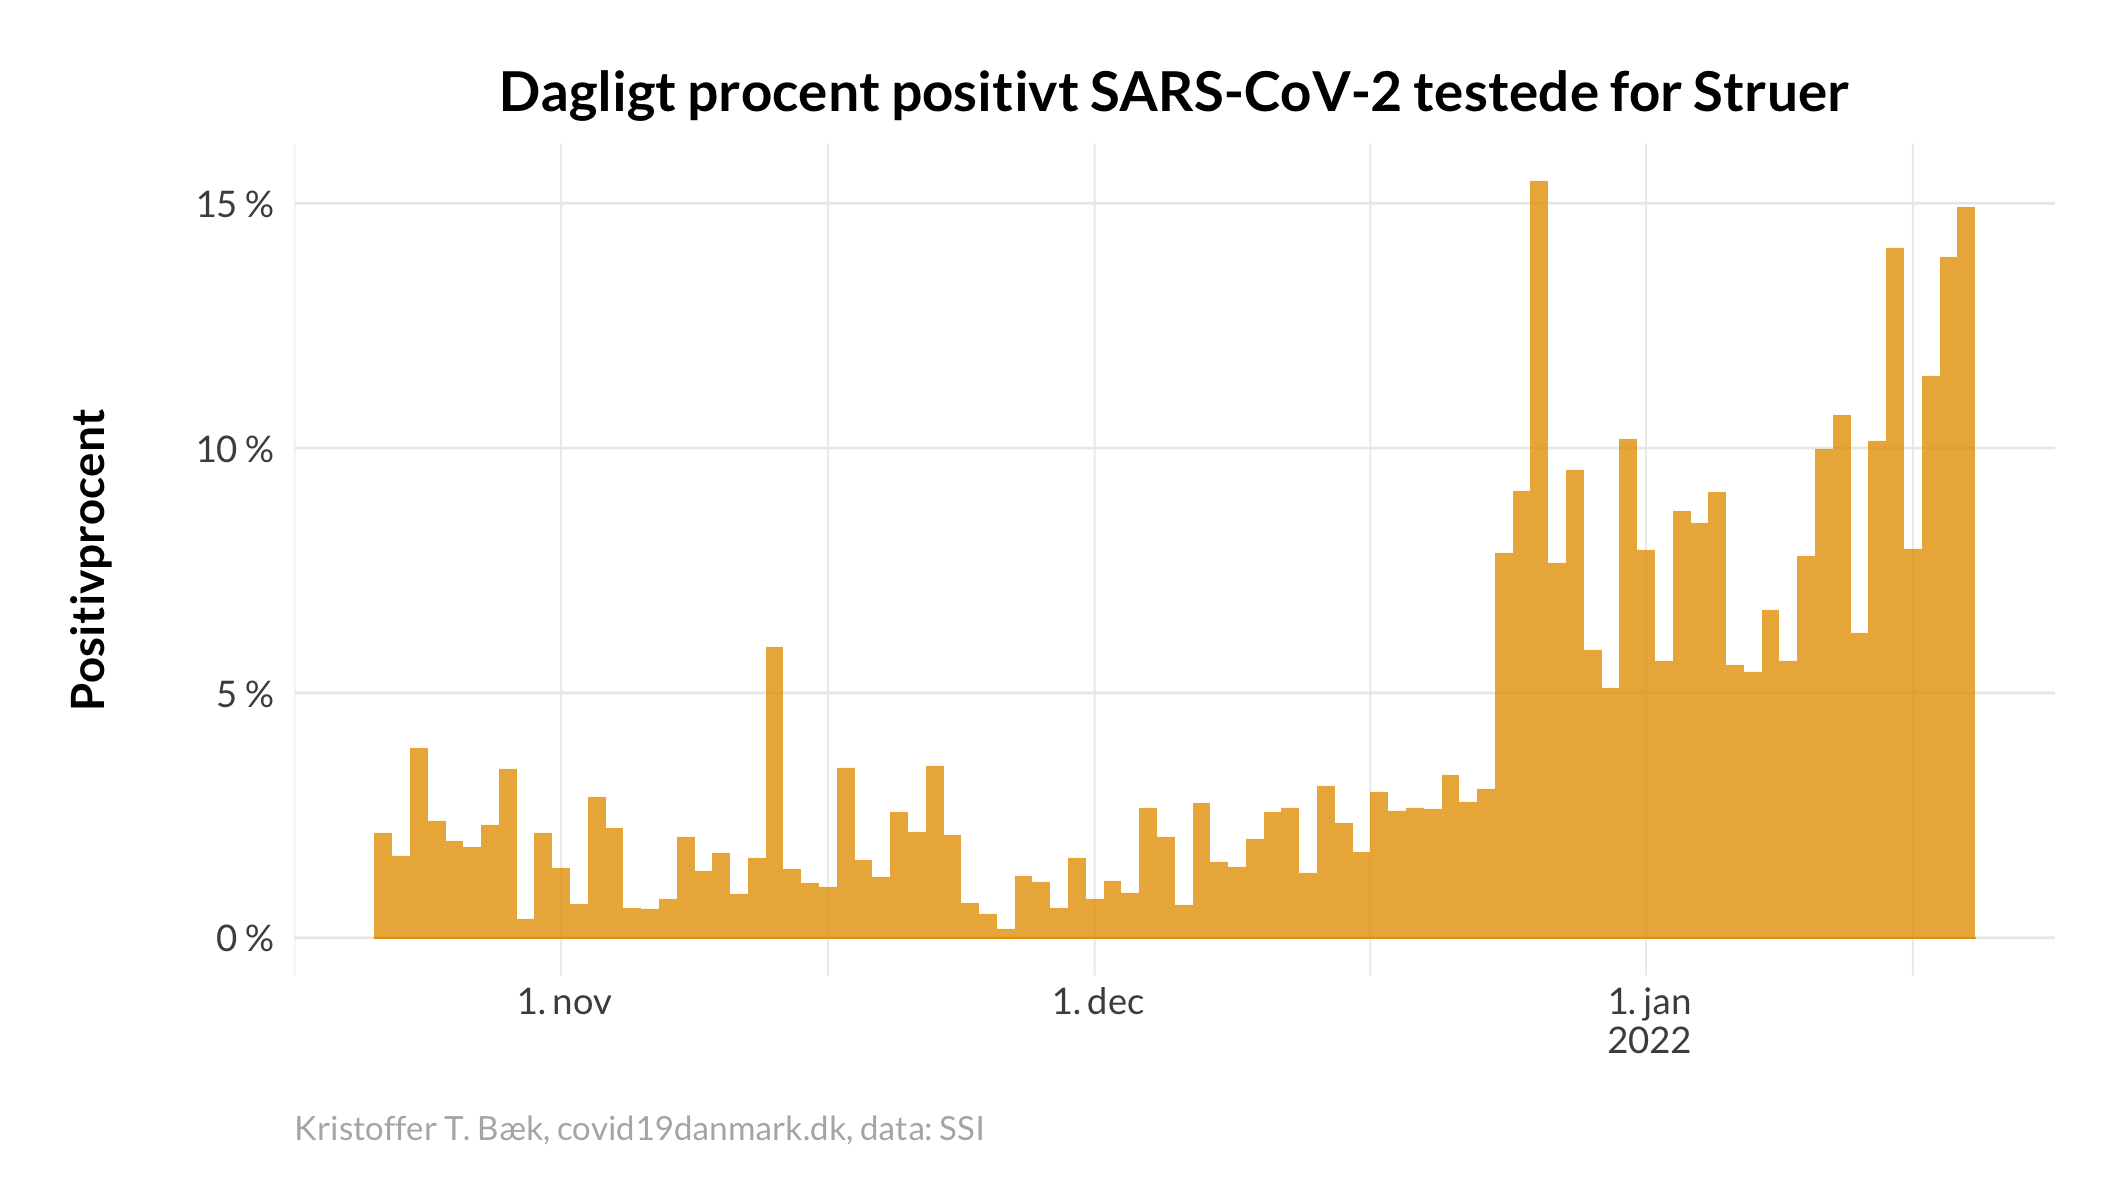 Dagligt procent positivt SARS-CoV-2 testede for Struer
Positivprocent
15 %
10 %
5 %
0 %
1. nov
1. dec
1. jan
2022
Kristoffer T. Bæk, covid19danmark.dk, data: SSI